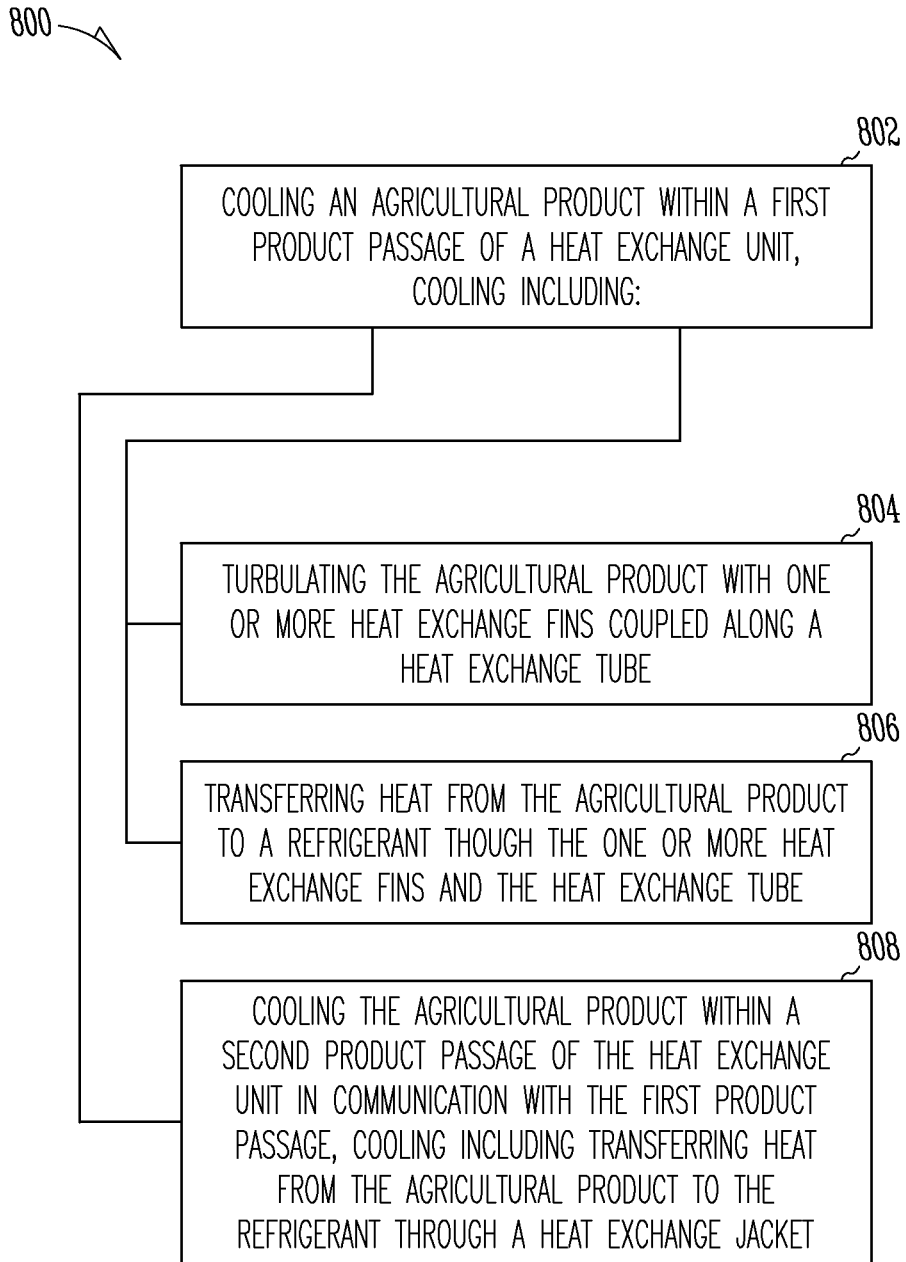 800
802
COOLING AN AGRICULTURAL PRODUCT WITHIN A FIRST
PRODUCT PASSAGE OF A HEAT EXCHANGE UNIT,
COOLING INCLUDING:
804
TURBULATING THE AGRICULTURAL PRODUCT WITH ONE
OR MORE HEAT EXCHANGE FINS COUPLED ALONG A
HEAT EXCHANGE TUBE
806
TRANSFERRING HEAT FROM THE AGRICULTURAL PRODUCT
TO A REFRIGERANT THOUGH THE ONE OR MORE HEAT
EXCHANGE FINS AND THE HEAT EXCHANGE TUBE
808
COOLING THE AGRICULTURAL PRODUCT WITHIN A
SECOND PRODUCT PASSAGE OF THE HEAT EXCHANGE
UNIT IN COMMUNICATION WITH THE FIRST PRODUCT
PASSAGE, COOLING INCLUDING TRANSFERRING HEAT
FROM THE AGRICULTURAL PRODUCT TO THE
REFRIGERANT THROUGH A HEAT EXCHANGE JACKET